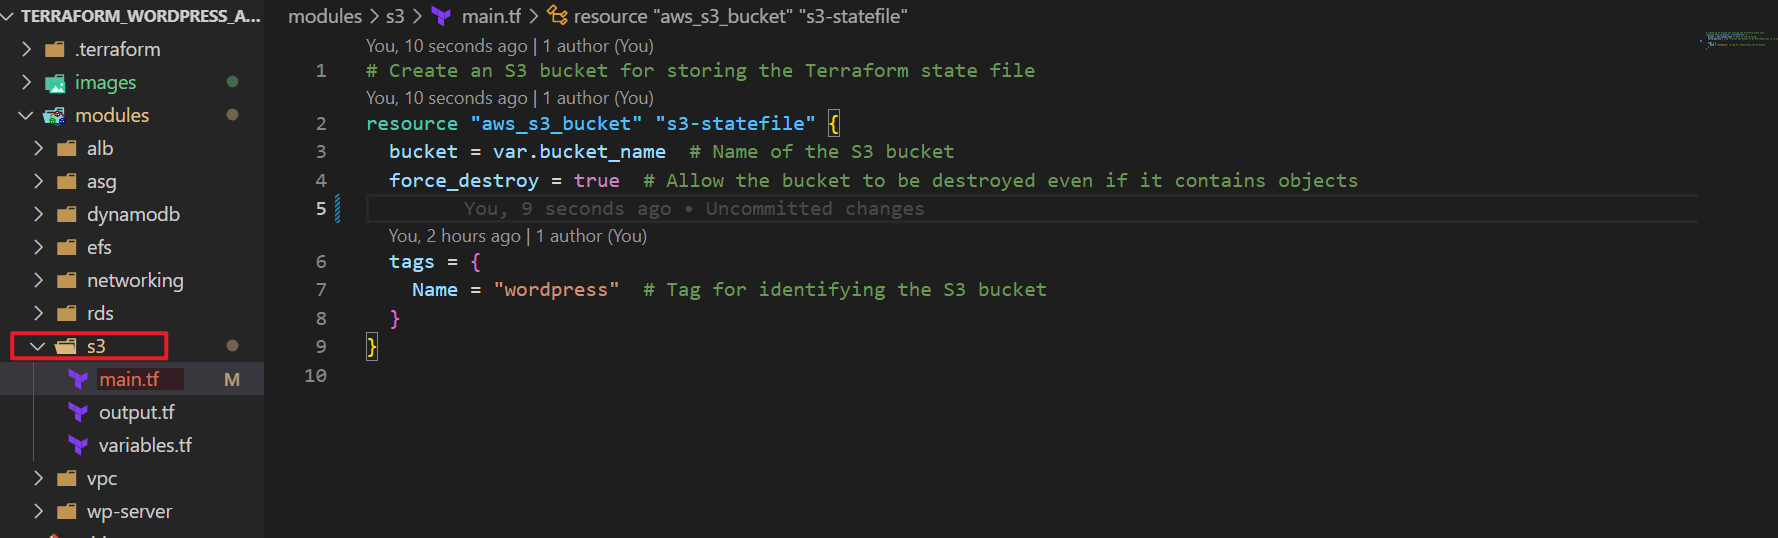 TERRAFORM_WORDPRESS_A...
.terraform
images
modules
alb
asg
dynamodb
efs
networking
rds
s3
main.tf M
output.tf
variables.tf
vpc
wp-server
modules > s3 > main.tf > resource "aws_s3_bucket" "s3-statefile"
You, 10 seconds ago | 1 author (You)
1 # Create an S3 bucket for storing the Terraform state file
You, 10 seconds ago | 1 author (You)
2 resource "aws_s3_bucket" "s3-statefile" {
3 bucket = var.bucket_name # Name of the S3 bucket
4 force_destroy = true # Allow the bucket to be destroyed even if it contains objects
5 You, 9 seconds ago • Uncommitted changes
You, 2 hours ago | 1 author (You)
6 tags = {
7 Name = "wordpress" # Tag for identifying the S3 bucket
8 }
9 }
10